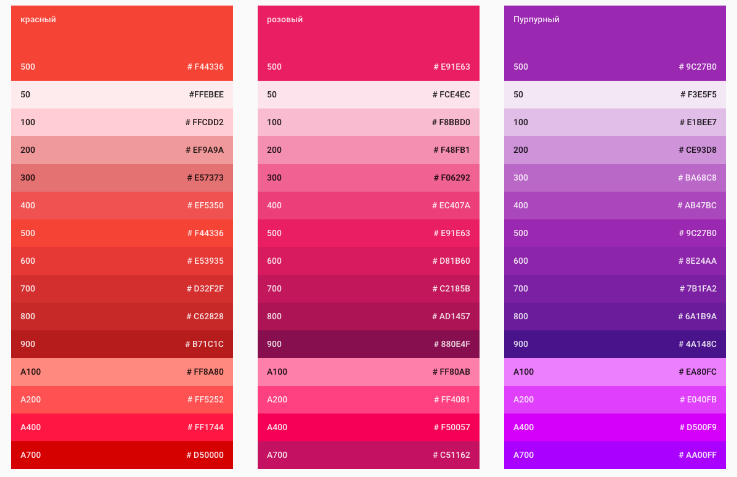 красный
500 # F44336
50 #FFEBEE
100 # FFCDD2
200 # EF9A9A
300 # E57373
400 # EF5350
500 # F44336
600 # E53935
700 # D32F2F
800 # C62828
900 # B71C1C
A100 # FF8A80
A200 # FF5252
A400 # FF1744
A700 # D50000
розовый
500 # E91E63
50 # FCE4EC
100 # F8BBD0
200 # F48FB1
300 # F06292
400 # EC407A
500 # E91E63
600 # D81B60
700 # C2185B
800 # AD1457
900 # 880E4F
A100 # FF80AB
A200 # FF4081
A400 # F50057
A700 # C51162
Пурпурный
500 # 9C27B0
50 # F3E5F5
100 # E1BEE7
200 # CE93D8
300 # BA68C8
400 # AB47BC
500 # 9C27B0
600 # 8E24AA
700 # 7B1FA2
800 # 6A1B9A
900 # 4A148C
A100 # EA80FC
A200 # E040FB
A400 # D500F9
A700 # AA00FF